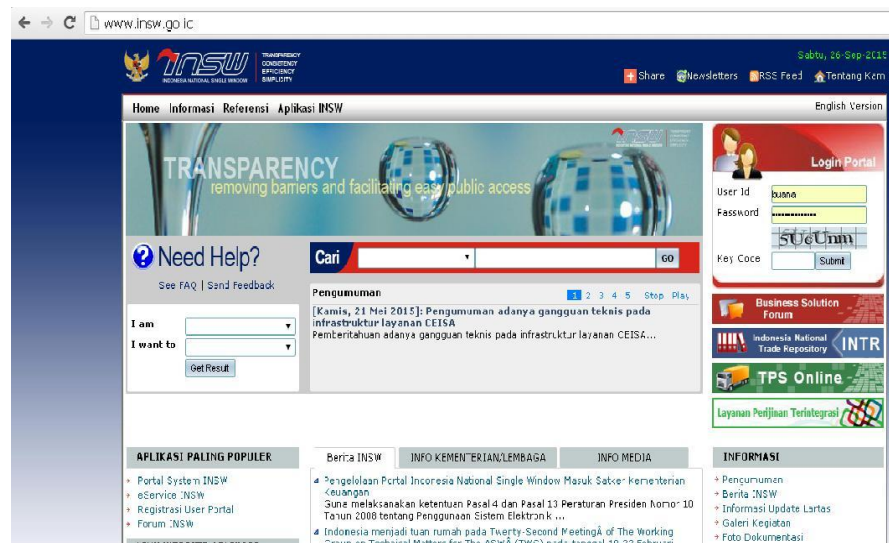 www.insw.go.ic
INSW
INDONESIA NATIONAL SINGLE WINDOW
TRANSPARENCY
CONSISTENCY
EFFICIENCY
SIMPLICITY
Sabtu, 26-Sep-2015
Share Newsletters RSS Feed Tentang Kam
Home Informasi Referensi Aplikasi INSW
English Version
TRANSPARENCY
removing barriers and facilitating easy public access
Login Portal
User Id buana
Password
5UcUnm
Key Code Submit
Need Help?
See FAQ | Send Feedback
I am
I want to
Get Result
Cari GO
Pengumuman 1 2 3 4 5 Stop Play
[Kamis, 21 Mei 2015]: Pengumuman adanya gangguan teknis pada
infrastruktur layanan CEISA
Pemberitahuan adanya gangguan teknis pada infrastruktur layanan CEISA...
Business Solution
Forum
Indonesia National
Trade Repository INTR
TPS Online
Layanan Perijinan Terintegrasi
APLIKASI PALING POPULER
Portal System INSW
eService INSW
Registrasi User Portal
Forum INSW
Berita INSW INFO KEMENTERIAN/LEMBAGA INFO MEDIA
Pengelolaan Portal Indonesia National Single Window Masuk Satker Kementerian
Keuangan
Guna melaksanakan ketentuan Pasal 4 dan Pasal 13 Peraturan Presiden Nomor 10
Tahun 2008 tentang Penggunaan Sistem Elektronik ...
Indonesia menjadi tuan rumah pada Twenty-Second MeetingÂ of The Working
INFORMASI
Pengumuman
Berita INSW
Informasi Update Lartas
Galeri Kegiatan
Foto Dokumentasi